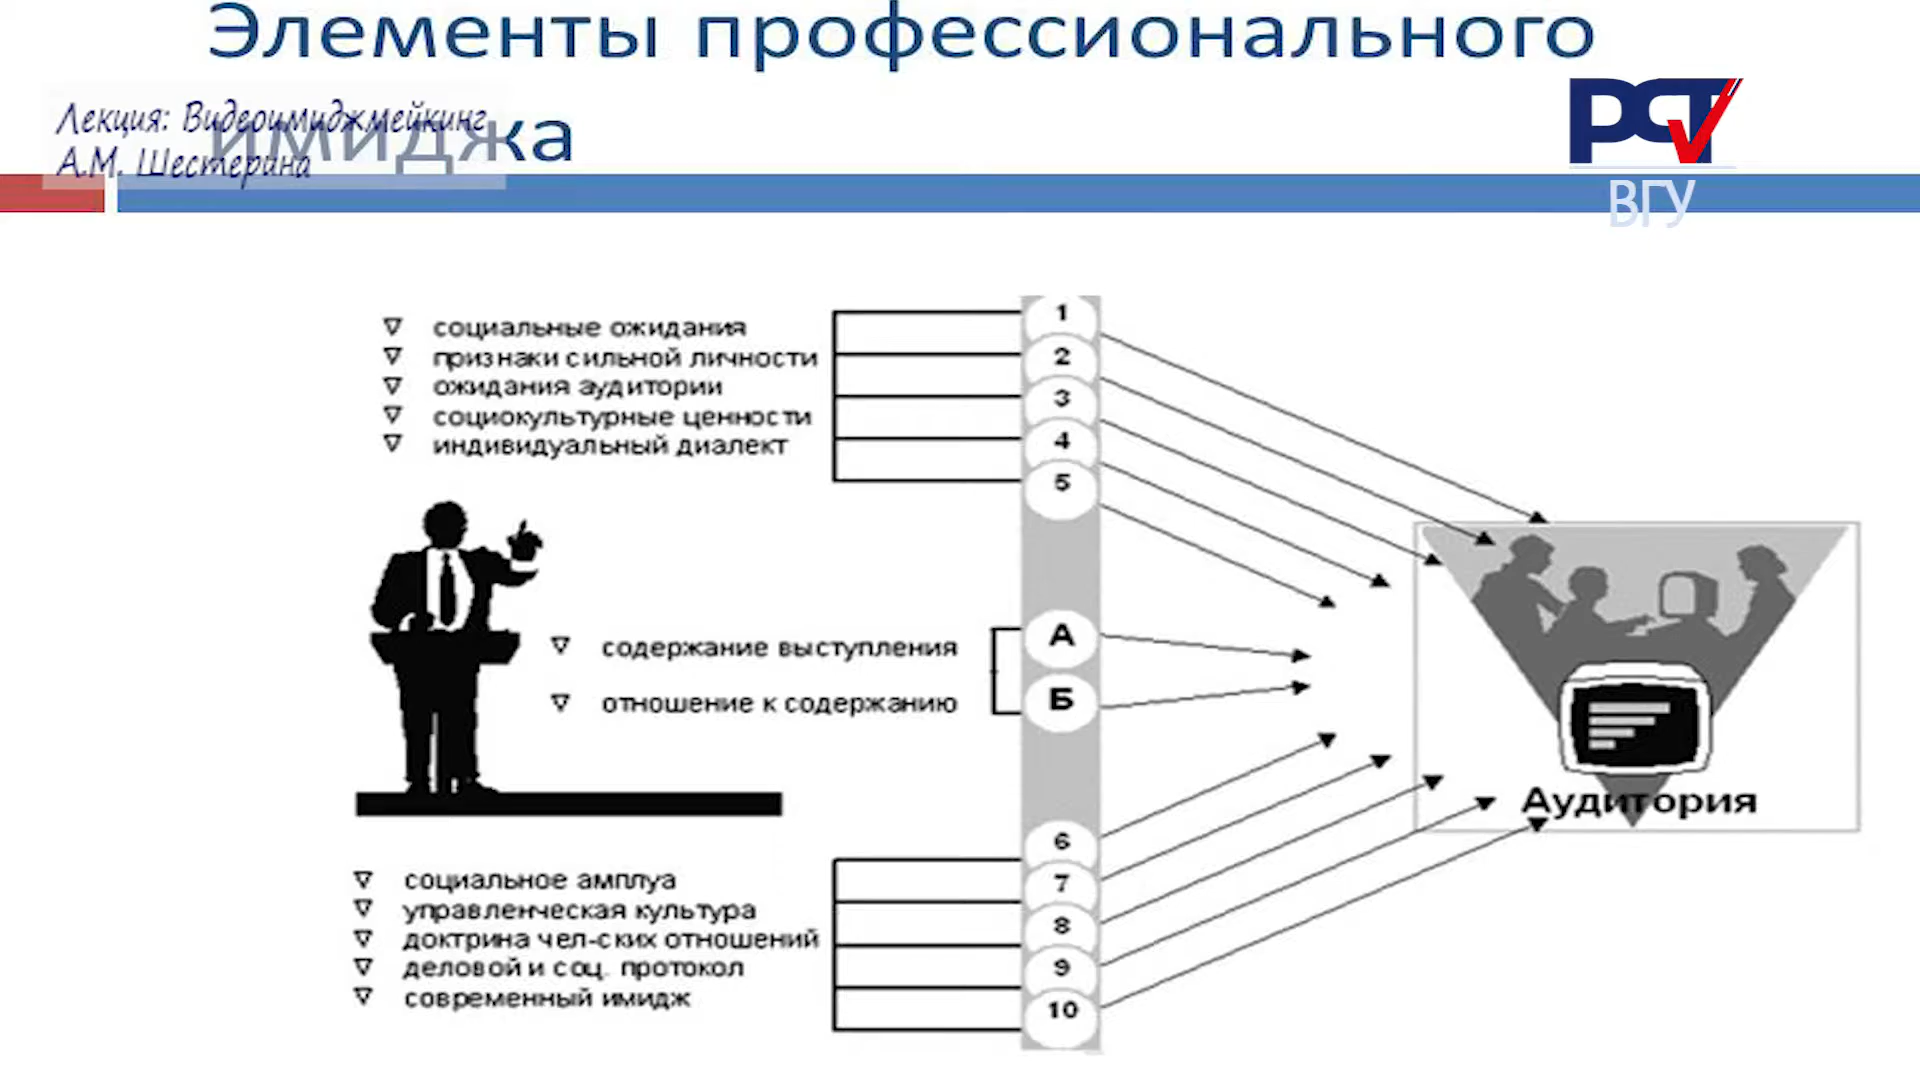 Элементы профессионального
имиджа
Лекция: Видеоимиджмейкинг
А.М. Шестерина
РСТ
ВГУ
социальные ожидания
признаки сильной личности
ожидания аудитории
социокультурные ценности
индивидуальный диалект
1
2
3
4
5
содержание выступления
отношение к содержанию
А
Б
Аудитория
социальное амплуа
управленческая культура
доктрина чел-ских отношений
деловой и соц. протокол
современный имидж
6
7
8
9
10